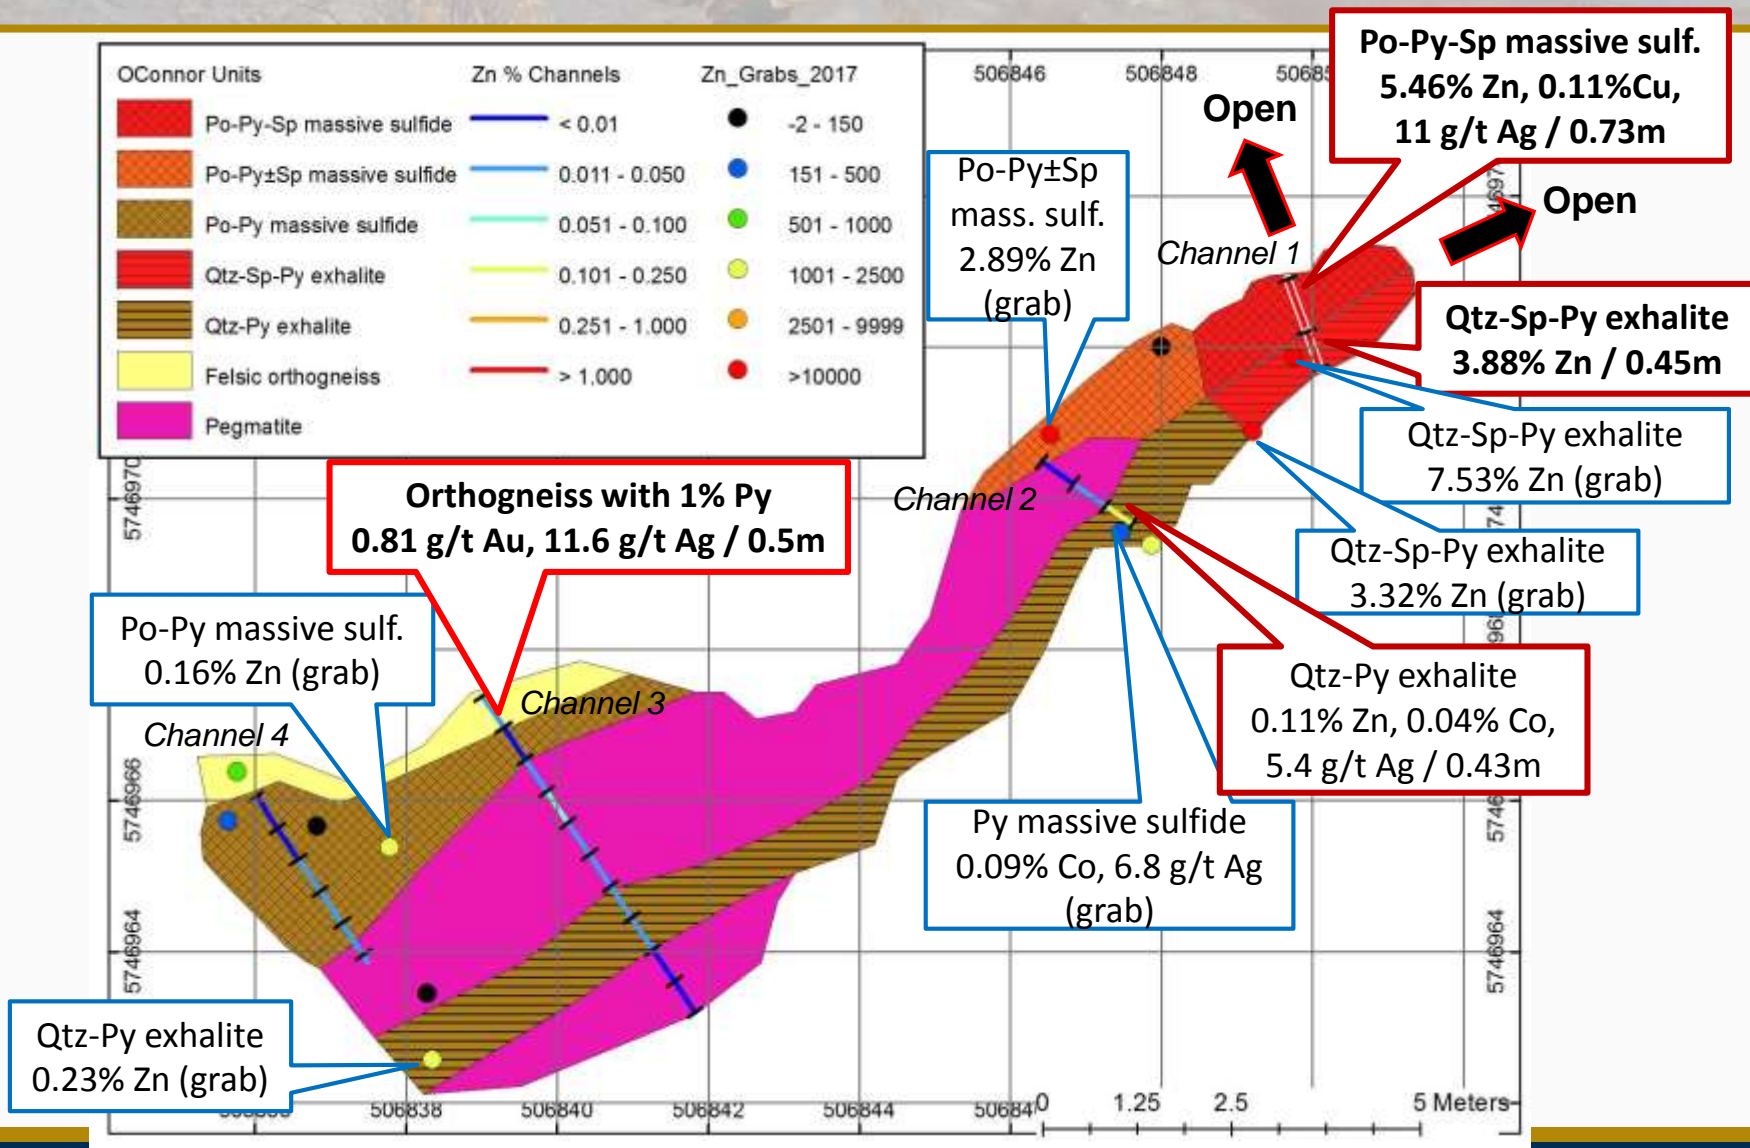 OConnor Units
Zn % Channels
Zn_Grabs_2017
Po-Py-Sp massive sulfide
< 0.01
-2 - 150
Po-Py±Sp massive sulfide
0.011 - 0.050
151 - 500
Po-Py massive sulfide
0.051 - 0.100
501 - 1000
Qtz-Sp-Py exhalite
0.101 - 0.250
1001 - 2500
Qtz-Py exhalite
0.251 - 1.000
2501 - 9999
Felsic orthogneiss
> 1.000
>10000
Pegmatite
506846
506848
Po-Py-Sp massive sulf.
5.46% Zn, 0.11%Cu,
11 g/t Ag / 0.73m
Open
Open
Po-Py±Sp
mass. sulf.
2.89% Zn
(grab)
Channel 1
Qtz-Sp-Py exhalite
3.88% Zn / 0.45m
Qtz-Sp-Py exhalite
7.53% Zn (grab)
Channel 2
Orthogneiss with 1% Py
0.81 g/t Au, 11.6 g/t Ag / 0.5m
Qtz-Sp-Py exhalite
3.32% Zn (grab)
Po-Py massive sulf.
0.16% Zn (grab)
Qtz-Py exhalite
0.11% Zn, 0.04% Co,
5.4 g/t Ag / 0.43m
Channel 3
Channel 4
Py massive sulfide
0.09% Co, 6.8 g/t Ag
(grab)
5746966
5746964
5746964
Qtz-Py exhalite
0.23% Zn (grab)
506838
506840
506842
506844
0
1.25
2.5
5 Meters